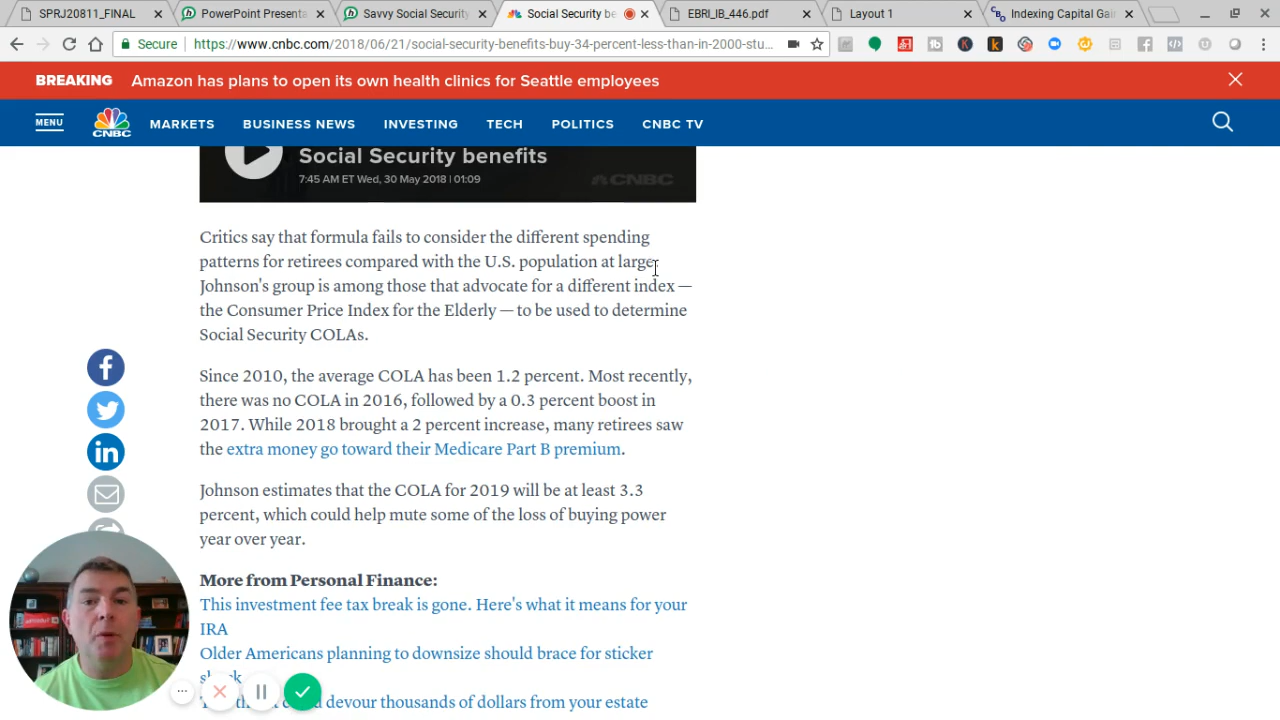 SPRJ20811_FINAL
PowerPoint Presenta
Savvy Social Security
Social Security be
EBRI_IB_446.pdf
Layout 1
Indexing Capital Gai
Secure
https://www.cnbc.com/2018/06/21/social-security-benefits-buy-34-percent-less-than-in-2000-stu...
BREAKING Amazon has plans to open its own health clinics for Seattle employees
MENU
CNBC
MARKETS
BUSINESS NEWS
INVESTING
TECH
POLITICS
CNBC TV
Social Security benefits
7:45 AM ET Wed, 30 May 2018 | 01:09
CNBC
Critics say that formula fails to consider the different spending
patterns for retirees compared with the U.S. population at large.
Johnson's group is among those that advocate for a different index —
the Consumer Price Index for the Elderly — to be used to determine
Social Security COLAs.
Since 2010, the average COLA has been 1.2 percent. Most recently,
there was no COLA in 2016, followed by a 0.3 percent boost in
2017. While 2018 brought a 2 percent increase, many retirees saw
the extra money go toward their Medicare Part B premium.
Johnson estimates that the COLA for 2019 will be at least 3.3
percent, which could help mute some of the loss of buying power
year over year.
More from Personal Finance:
This investment fee tax break is gone. Here's what it means for your
IRA
Older Americans planning to downsize should brace for sticker
devour thousands of dollars from your estate